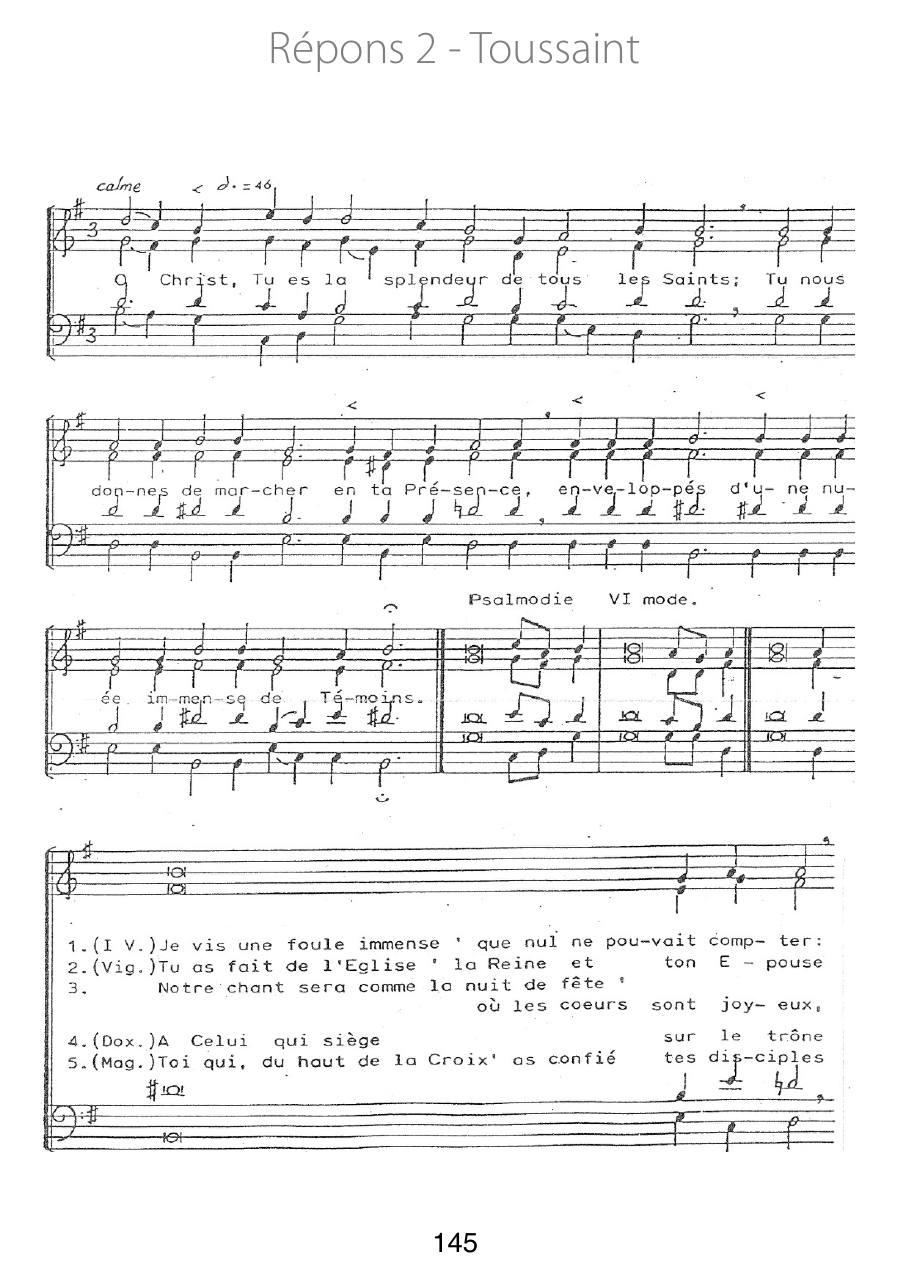 Répons 2 - Toussaint
calme < 𝅗𝅥. = 46
3
O Christ, Tu es la splendeur de tous les Saints; Tu nous
3
< < <
don-nes de mar-cher en ta Pré-sen-ce, en-ve-lop-pés d'u- ne nu-
Psalmodie VI mode.
ée im-men-se de Té-moins.
1.(I V.)Je vis une foule immense ' que nul ne pou-vait comp- ter:
2.(Vig.)Tu as fait de l'Eglise ' la Reine et ton E - pouse
3. Notre chant sera comme la nuit de fête '
où les coeurs sont joy- eux,
4.(Dox.)A Celui qui siège sur le trône
5.(Mag.)Toi qui, du haut de la Croix' as confié tes dis-ciples
145